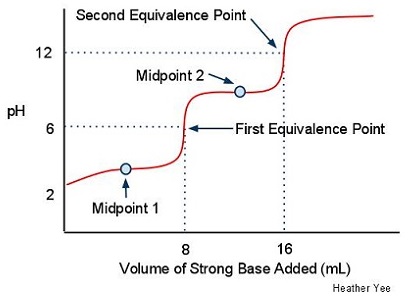 Second Equivalence Point
12
Midpoint 2
pH
6
First Equivalence Point
2
Midpoint 1
8
16
Volume of Strong Base Added (mL)
Heather Yee